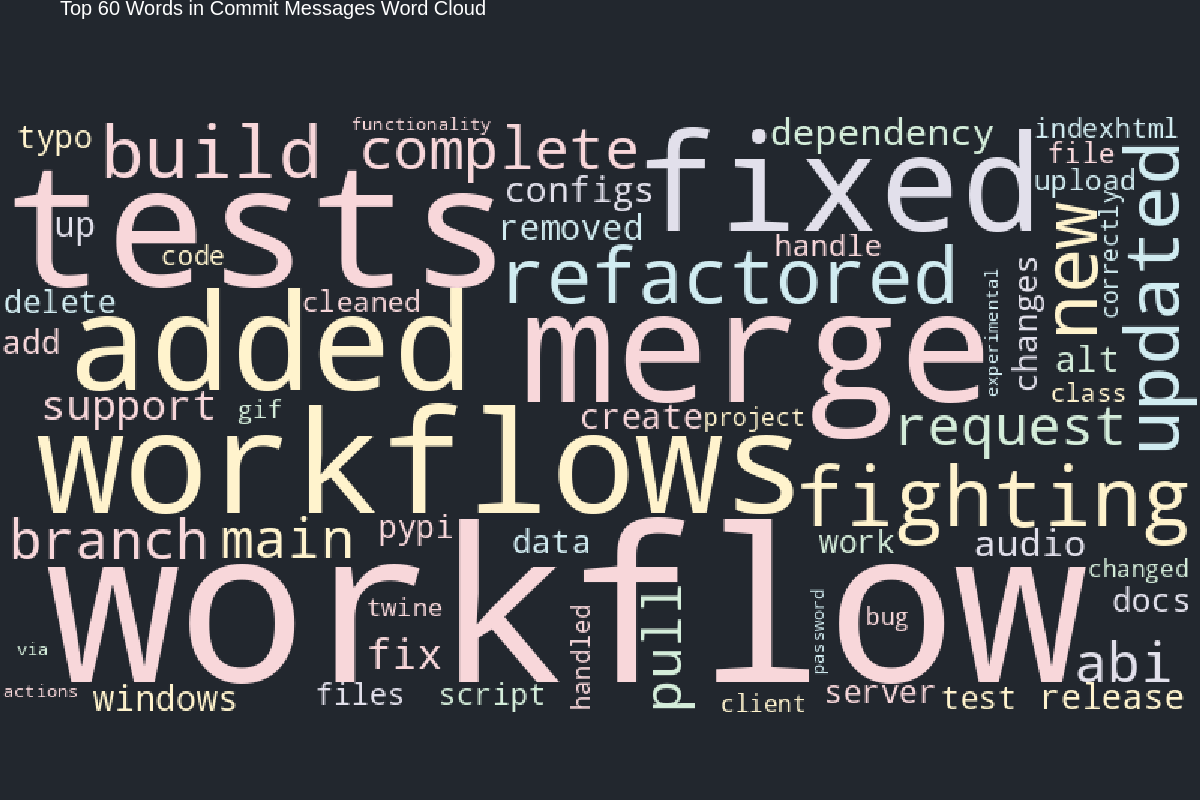 Top 60 Words in Commit Messages Word Cloud
functionality
typo
build
complete
fixed
dependency
indexhtml
file
upload
tests
configs
up
removed
code
handle
refactored
new
correctly
updated
delete
cleaned
add
added
merge
experimental
changes
alt
class
support
gif
create
project
request
workflows
fighting
branch
main
pypi
data
work
audio
workflow
changed
docs
twine
bug
password
handled
pull
via
fix
abi
actions
windows
files
script
client
server
test
release